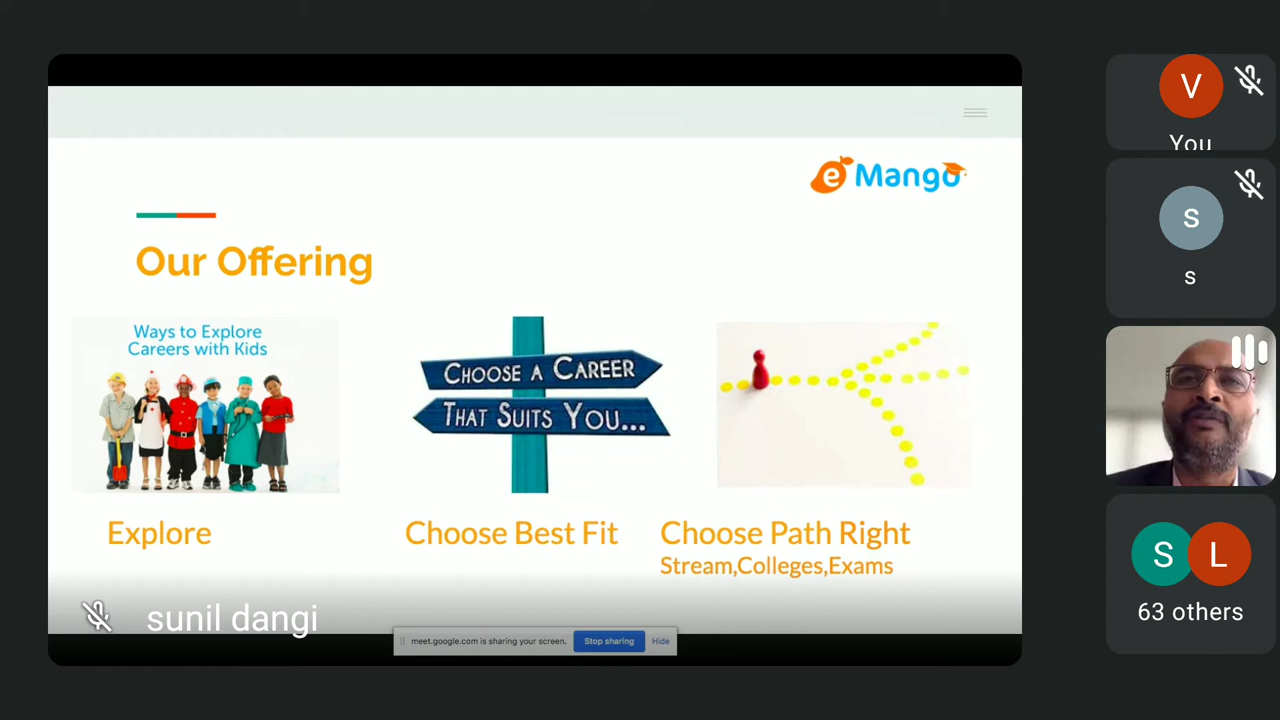 e Mango
Our Offering
Ways to Explore
Careers with Kids
CHOOSE A CAREER
THAT SUITS YOU...
Explore
Choose Best Fit
Choose Path Right
Stream,Colleges,Exams
sunil dangi
meet.google.com is sharing your screen.
Stop sharing
Hide
V
You
S
s
S
L
63 others